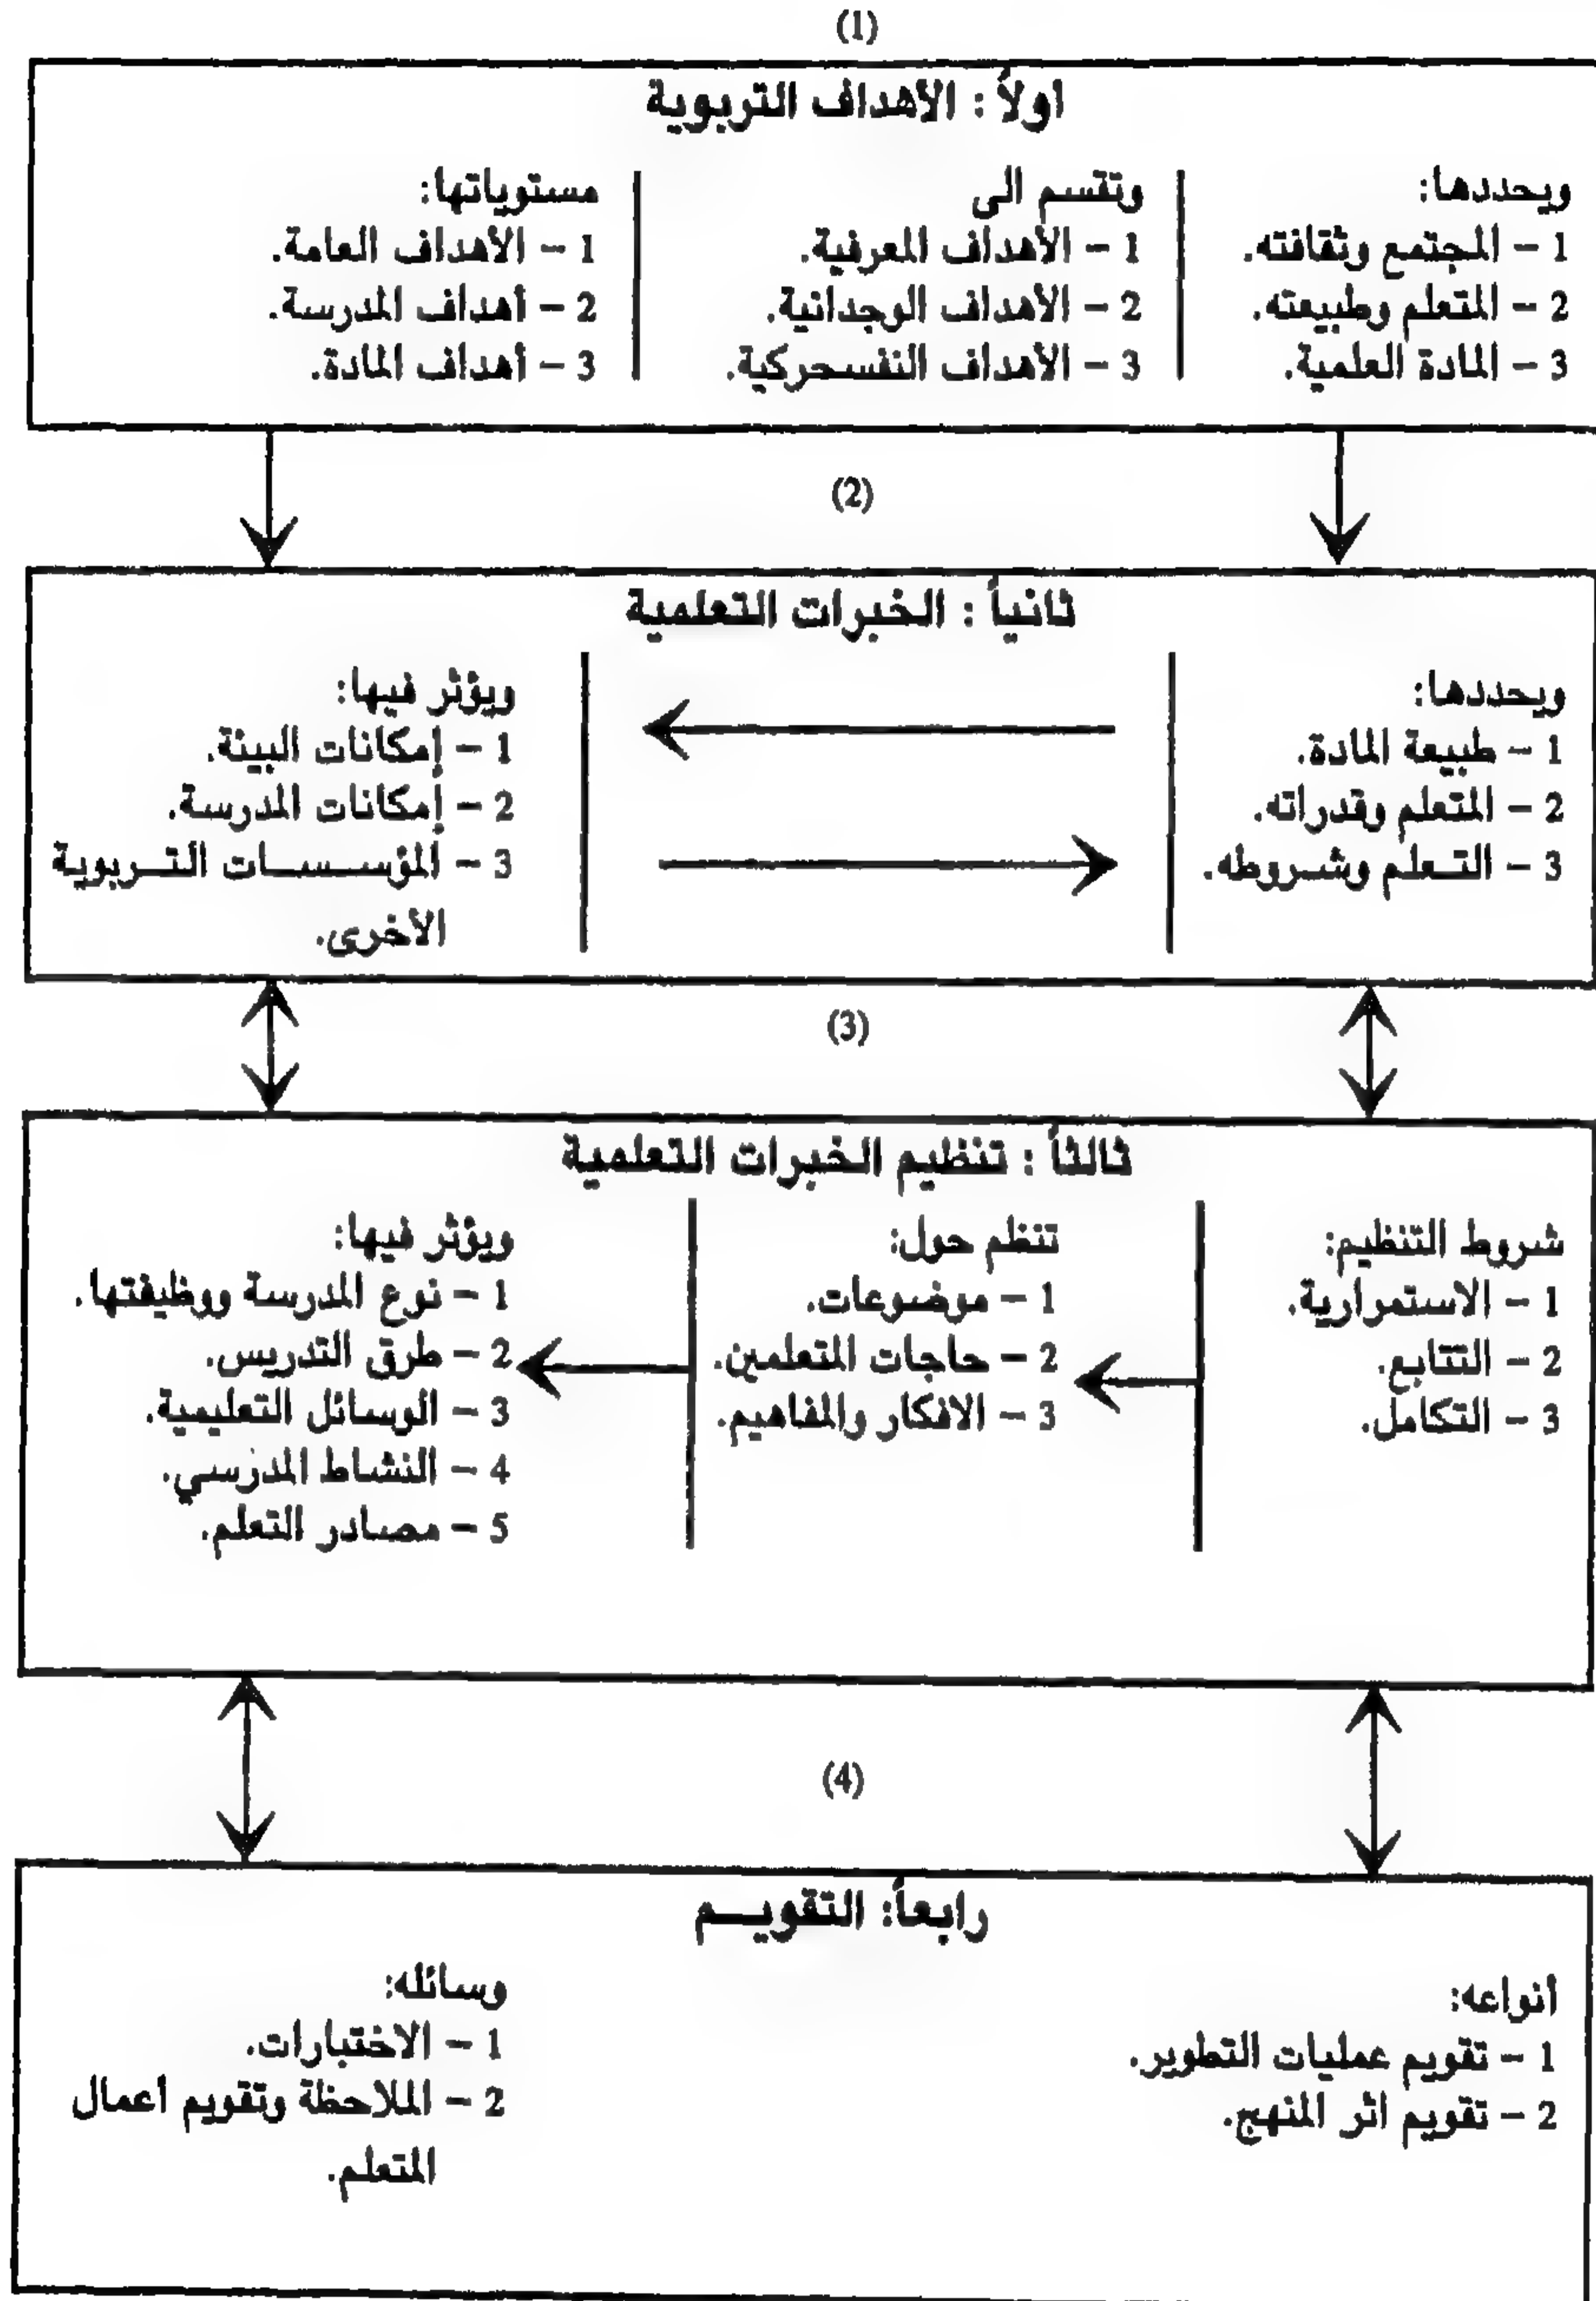 (1)
اولاً : الأهداف التربوية
ويحددها:
1 – المجتمع وثقافته.
2 – المتعلم وطبيعته.
3 – المادة العلمية.
وتقسم الى
1 – الأهداف المعرفية.
2 – الأهداف الوجدانية.
3 – الأهداف النفسحركية.
مستوياتها:
1 – الأهداف العامة.
2 – أهداف المدرسة.
3 – أهداف المادة.
(2)
ثانياً : الخبرات التعلمية
ويحددها:
1 – طبيعة المادة.
2 – المتعلم وقدراته.
3 – التعلم وشروطه.
ويؤثر فيها:
1 – إمكانات البيئة.
2 – إمكانات المدرسة.
3 – المؤسسات التربوية
الأخرى.
(3)
ثالثاً : تنظيم الخبرات التعلمية
شروط التنظيم:
1 – الاستمرارية.
2 – التتابع.
3 – التكامل.
تنظم حول:
1 – موضوعات.
2 – حاجات المتعلمين.
3 – الافكار والمفاهيم.
ويؤثر فيها:
1 – نوع المدرسة ووظيفتها.
2 – طرق التدريس.
3 – الوسائل التعليمية.
4 – النشاط المدرسي.
5 – مصادر التعلم.
(4)
رابعاً: التقويم
أنواعه:
1 – تقويم عمليات التطوير.
2 – تقويم اثر المنهج.
وسائله:
1 – الاختبارات.
2 – الملاحظة وتقويم اعمال
المتعلم.